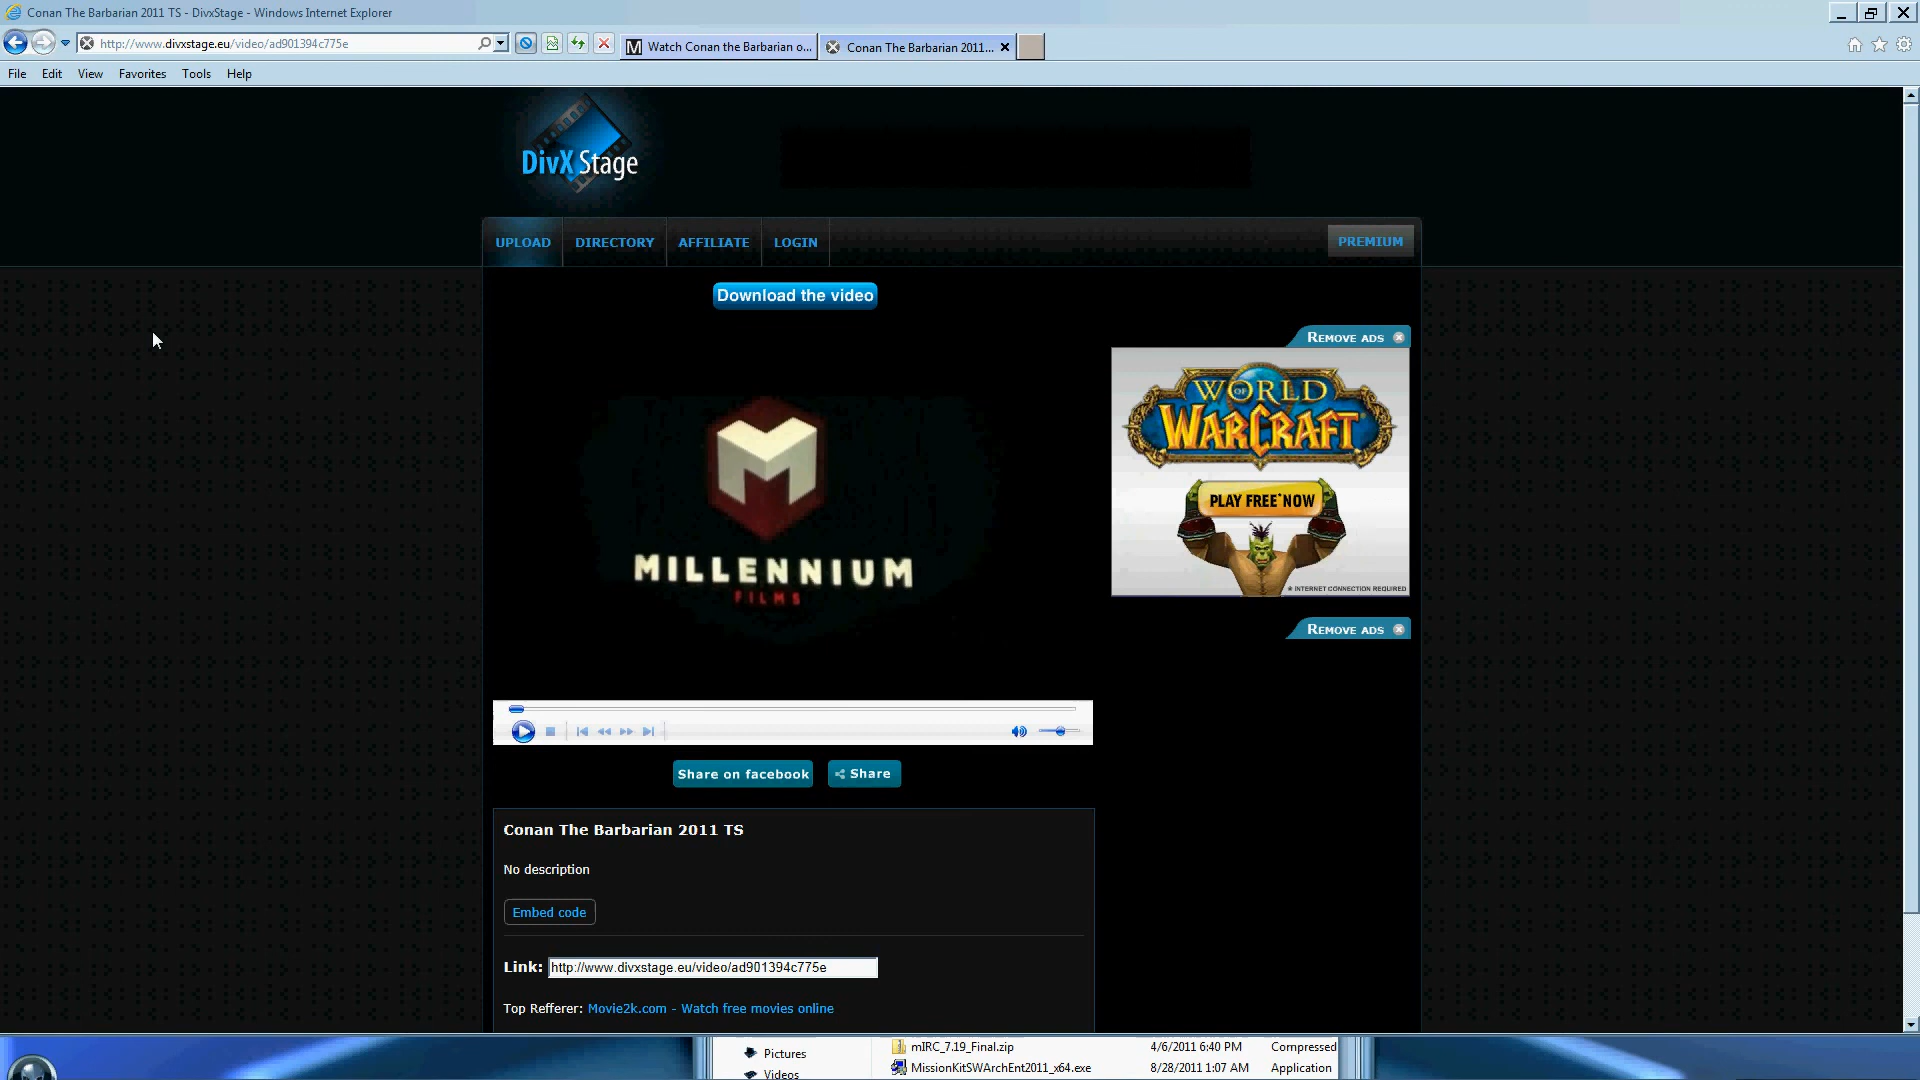 Conan The Barbarian 2011 TS - DivxStage - Windows Internet Explorer
http://www.divxstage.eu/video/ad901394c775e
Watch Conan the Barbarian o...
Conan The Barbarian 2011...
File Edit View Favorites Tools Help
DivX Stage
UPLOAD DIRECTORY AFFILIATE LOGIN PREMIUM
Download the video
REMOVE ADS
WORLD OF WARCRAFT
PLAY FREE* NOW
* INTERNET CONNECTION REQUIRED
M
MILLENNIUM
FILMS
REMOVE ADS
Share on facebook Share
Conan The Barbarian 2011 TS
No description
Embed code
Link: http://www.divxstage.eu/video/ad901394c775e
Top Refferer: Movie2k.com - Watch free movies online
Pictures mIRC_7.19_Final.zip 4/6/2011 6:40 PM Compressed
Videos MissionKitSWArchEnt2011_x64.exe 8/28/2011 1:07 AM Application